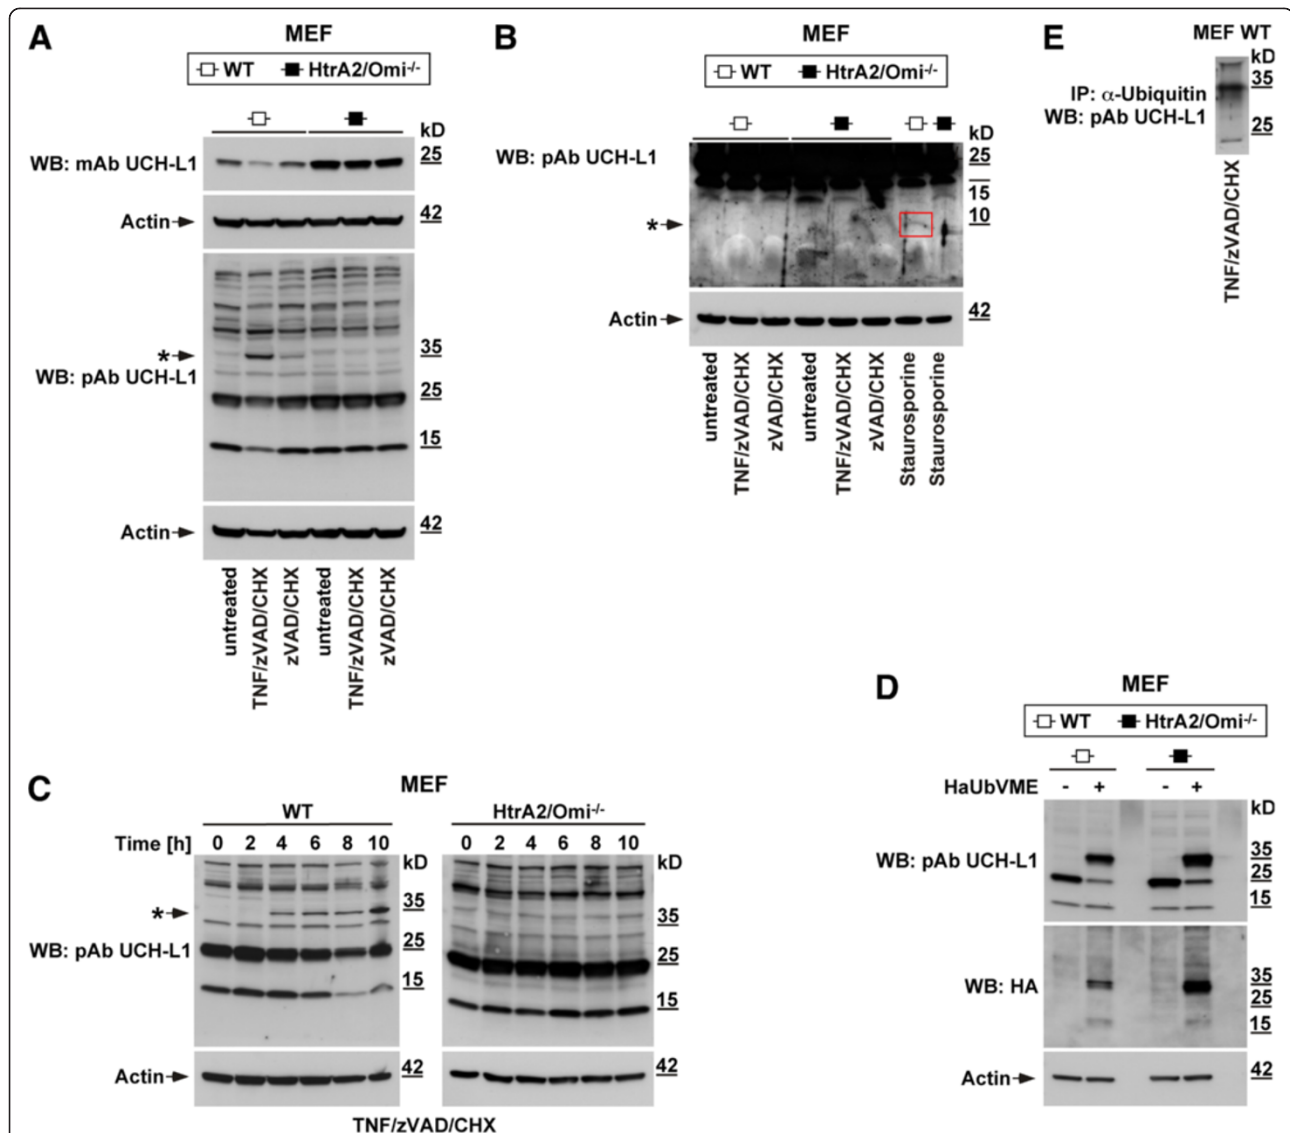 A
MEF
WT HtrA2/Omi-/-
kD
WB: mAb UCH-L1
25
Actin
42
*
35
WB: pAb UCH-L1
25
15
Actin
42
untreated
TNF/zVAD/CHX
zVAD/CHX
untreated
TNF/zVAD/CHX
zVAD/CHX
B
MEF
WT HtrA2/Omi-/-
kD
WB: pAb UCH-L1
25
15
10
*
Actin
42
untreated
TNF/zVAD/CHX
zVAD/CHX
untreated
TNF/zVAD/CHX
zVAD/CHX
Staurosporine
Staurosporine
E
MEF WT
kD
35
IP: α-Ubiquitin
WB: pAb UCH-L1
25
TNF/zVAD/CHX
C
MEF
WT HtrA2/Omi-/-
Time [h] 0 2 4 6 8 10 0 2 4 6 8 10
kD kD
*
35 35
WB: pAb UCH-L1
25 25
15 15
Actin
42 42
TNF/zVAD/CHX
D
MEF
WT HtrA2/Omi-/-
HaUbVME - + - +
kD
WB: pAb UCH-L1
35
25
15
WB: HA
35
25
15
Actin
42